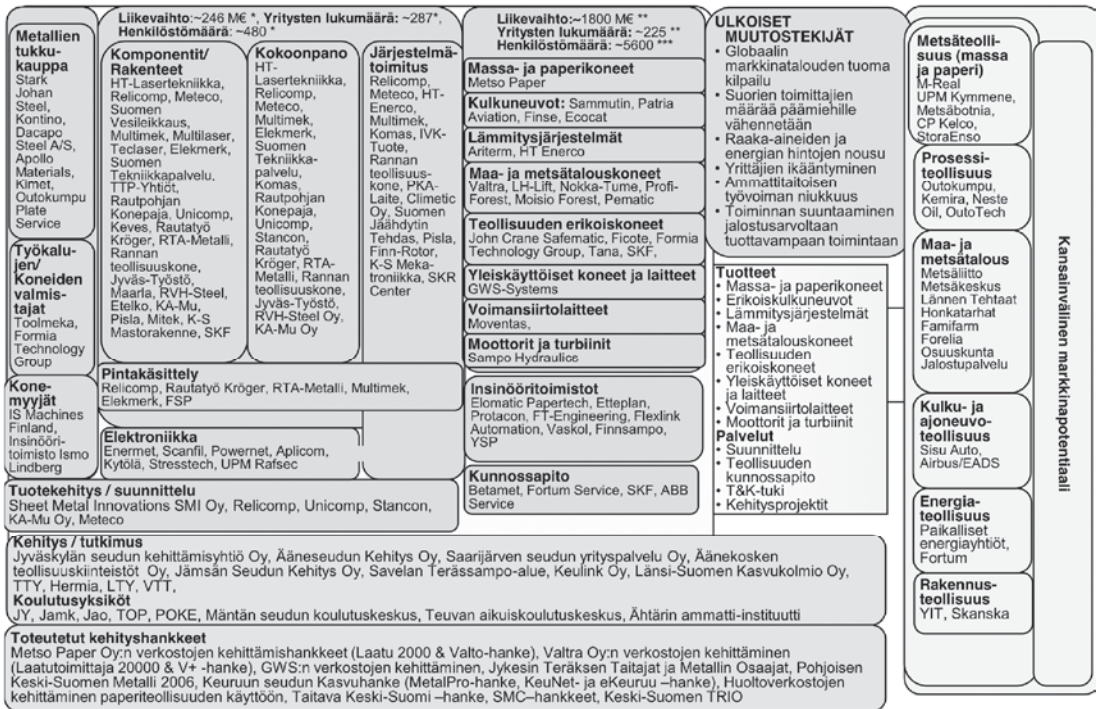 Metallien
tukku-
kauppa
Stark
Johan
Steel,
Kontino,
Dacapo
Steel A/S,
Apollo
Materials,
Kimet,
Outokumpu
Plate
Service
Työkalu-
jen/
Koneiden
valmis-
tajat
Toolmeka,
Formia
Technology
Group
Kone-
myyjät
IS Machines
Finland,
Insinööri-
toimisto Ismo
Lindberg
Liikevaihto:~246 M€ *, Yritysten lukumäärä: ~287*,
Henkilöstömäärä: ~480 *
Komponentit/
Rakenteet
HT-Lasertekniikka,
Relicomp, Meteco,
Suomen
Vesileikkaus,
Multimek, Multilaser,
Teclaser, Elekmerk,
Suomen
Tekniikkapalvelu,
TTP-Yhtiöt,
Rautpohjan
Konepaja, Unicomp,
Keves, Rautatyö
Kröger, RTA-Metalli,
Rannan
teollisuuskone,
Jyväs-Työstö,
Maarla, RVH-Steel,
Etelko, KA-Mu,
Pisla, Mitek, K-S
Mastorakenne, SKF
Kokoonpano
HT-
Lasertekniikka,
Relicomp,
Meteco,
Multimek,
Elekmerk,
Suomen
Tekniikka-
palvelu,
Komas,
Rautpohjan
Konepaja,
Unicomp,
Stancon,
Rautatyö
Kröger, RTA-
Metalli, Rannan
teollisuuskone,
Jyväs-Työstö,
RVH-Steel Oy,
KA-Mu Oy
Järjestelmä-
toimitus
Relicomp,
Meteco, HT-
Enerco,
Multimek,
Komas, IVK-
Tuote,
Rannan
teollisuus-
kone, PKA-
Laite, Climetic
Oy, Suomen
Jäähdytin
Tehdas, Pisla,
Finn-Rotor,
K-S Meka-
troniikka, SKR
Center
Pintakäsittely
Relicomp, Rautatyö Kröger, RTA-Metalli, Multimek,
Elekmerk, FSP
Elektroniikka
Enermet, Scanfil, Powernet, Aplicom,
Kytölä, Stresstech, UPM Rafsec
Tuotekehitys / suunnittelu
Sheet Metal Innovations SMI Oy, Relicomp, Unicomp, Stancon,
KA-Mu Oy, Meteco
Liikevaihto:~1800 M€ **
Yritysten lukumäärä: ~225 **
Henkilöstömäärä: ~5600 ***
Massa- ja paperikoneet
Metso Paper
Kulkuneuvot: Sammutin, Patria
Aviation, Finse, Ecocat
Lämmitysjärjestelmät
Ariterm, HT Enerco
Maa- ja metsätalouskoneet
Valtra, LH-Lift, Nokka-Tume, Profi-
Forest, Moisio Forest, Pematic
Teollisuuden erikoiskoneet
John Crane Safematic, Ficote, Formia
Technology Group, Tana, SKF,
Yleiskäyttöiset koneet ja laitteet
GWS-Systems
Voimansiirtolaitteet
Moventas,
Moottorit ja turbiinit
Sampo Hydraulics
Insinööritoimistot
Elomatic Papertech, Etteplan,
Protacon, FT-Engineering, Flexlink
Automation, Vaskol, Finnsampo,
YSP
Kunnossapito
Betamet, Fortum Service, SKF, ABB
Service
ULKOISET
MUUTOSTEKIJÄT
• Globaalin
markkinatalouden tuoma
kilpailu
• Suorien toimittajien
määrää päämiehille
vähennetään
• Raaka-aineiden ja
energian hintojen nousu
• Yrittäjien ikääntyminen
• Ammattitaitoisen
työvoiman niukkuus
• Toiminnan suuntaaminen
jalostusarvoltaan
tuottavampaan toimintaan
Tuotteet
• Massa- ja paperikoneet
• Erikoiskulkuneuvot
• Lämmitysjärjestelmät
• Maa- ja
metsätalouskoneet
• Teollisuuden
erikoiskoneet
• Yleiskäyttöiset koneet
ja laitteet
• Voimansiirtolaitteet
• Moottorit ja turbiinit
Palvelut
• Suunnittelu
• Teollisuuden
kunnossapito
• T&K-tuki
• Kehitysprojektit
Metsäteolli-
suus (massa
ja paperi)
M-Real
UPM Kymmene,
Metsäbotnia,
CP Kelco,
StoraEnso
Prosessi-
teollisuus
Outokumpu,
Kemira, Neste
Oil, OutoTech
Maa- ja
metsätalous
Metsäliitto
Metsäkeskus
Lännen Tehtaat
Honkatarhat
Famifarm
Forelia
Osuuskunta
Jalostupalvelu
Kulku- ja
ajoneuvo-
teollisuus
Sisu Auto,
Airbus/EADS
Energia-
teollisuus
Paikalliset
energiayhtiöt,
Fortum
Rakennus-
teollisuus
YIT, Skanska
Kansainvälinen markkinapotentiaali
Kehitys / tutkimus
Jyväskylän seudun kehittämisyhtiö Oy, Ääneseudun Kehitys Oy, Saarijärven seudun yrityspalvelu Oy, Äänekosken
teollisuuskiinteistöt Oy, Jämsän Seudun Kehitys Oy, Savelan Terässampo-alue, Keulink Oy, Länsi-Suomen Kasvukolmio Oy,
TTY, Hermia, LTY, VTT,
Koulutusyksiköt
JY, Jamk, Jao, TOP, POKE, Mäntän seudun koulutuskeskus, Teuvan aikuiskoulutuskeskus, Ähtärin ammatti-instituutti
Toteutetut kehityshankkeet
Metso Paper Oy:n verkostojen kehittämishankkeet (Laatu 2000 & Valto-hanke), Valtra Oy:n verkostojen kehittäminen
(Laatutoimittaja 20000 & V+ -hanke), GWS:n verkostojen kehittäminen, Jykesin Teräksen Taitajat ja Metallin Osaajat, Pohjoisen
Keski-Suomen Metalli 2006, Keuruun seudun Kasvuhanke (MetalPro-hanke, KeuNet- ja eKeuruu –hanke), Huoltoverkostojen
kehittäminen paperiteollisuuden käyttöön, Taitava Keski-Suomi –hanke, SMC–hankkeet, Keski-Suomen TRIO